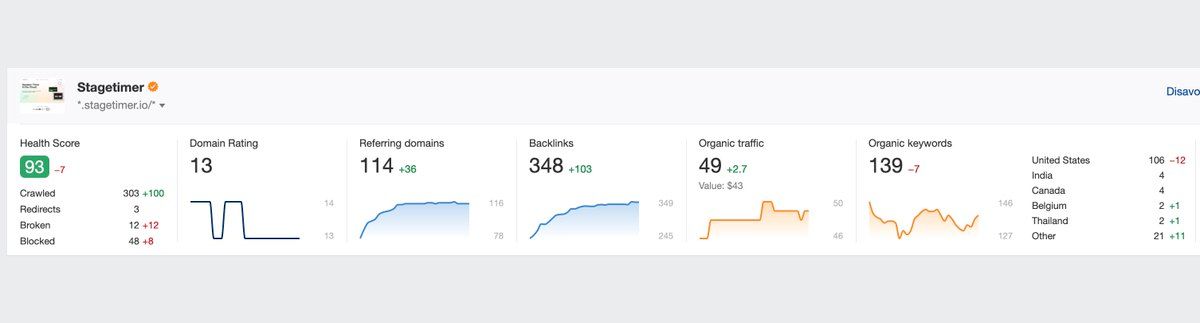 Stagetimer
*.stagetimer.io/*
Disavo
Health Score
93 −7
Crawled 303 +100
Redirects 3
Broken 12 +12
Blocked 48 +8
Domain Rating
13
14
13
Referring domains
114 +36
116
78
Backlinks
348 +103
349
245
Organic traffic
49 +2.7
Value: $43
50
46
Organic keywords
139 −7
146
127
United States 106 −12
India 4
Canada 4
Belgium 2 +1
Thailand 2 +1
Other 21 +11